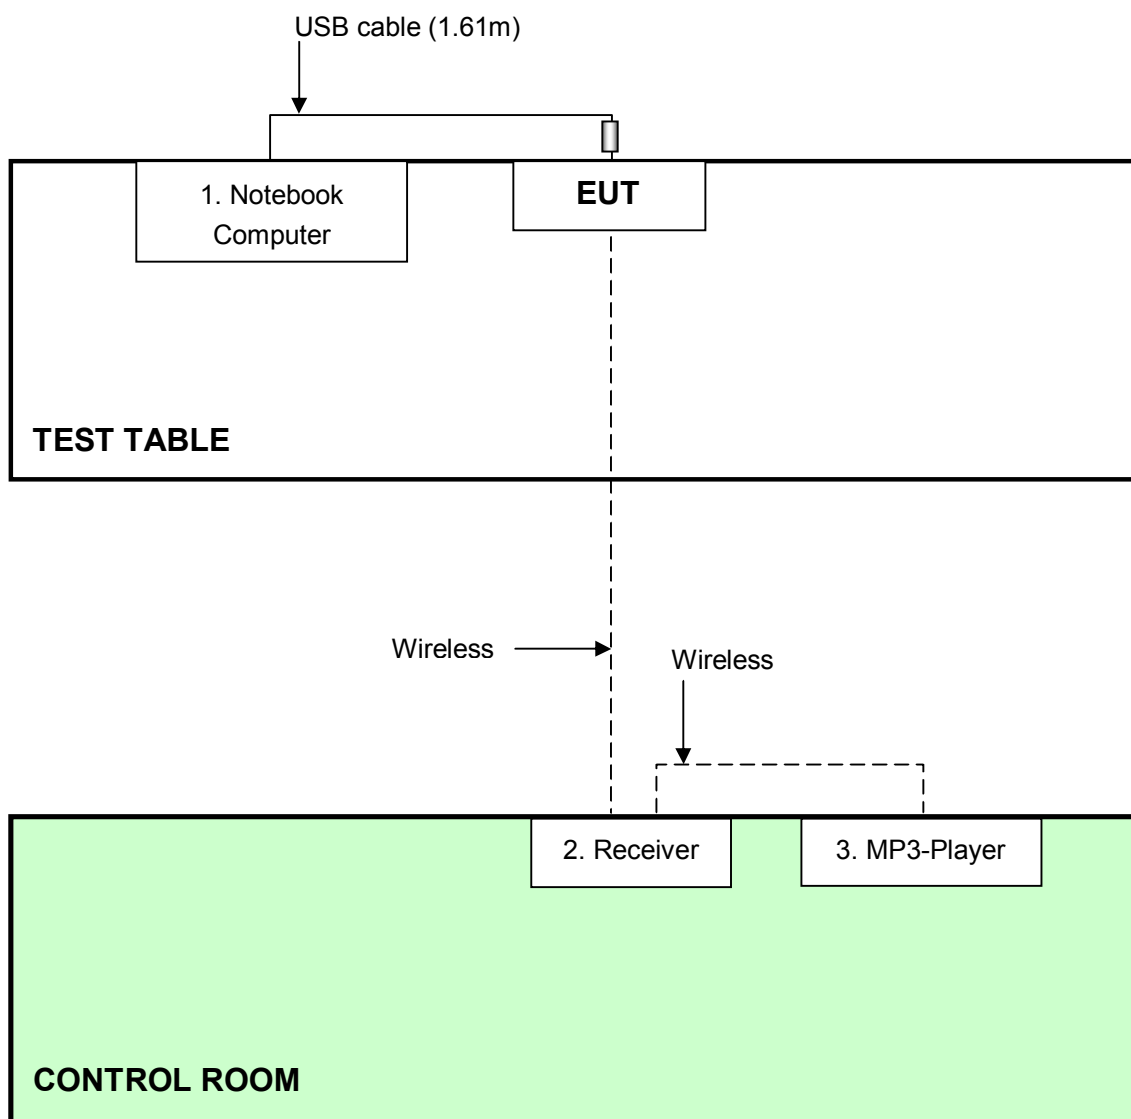 USB cable (1.61m)
1. Notebook
Computer
EUT
TEST TABLE
Wireless
Wireless
2. Receiver
3. MP3-Player
CONTROL ROOM